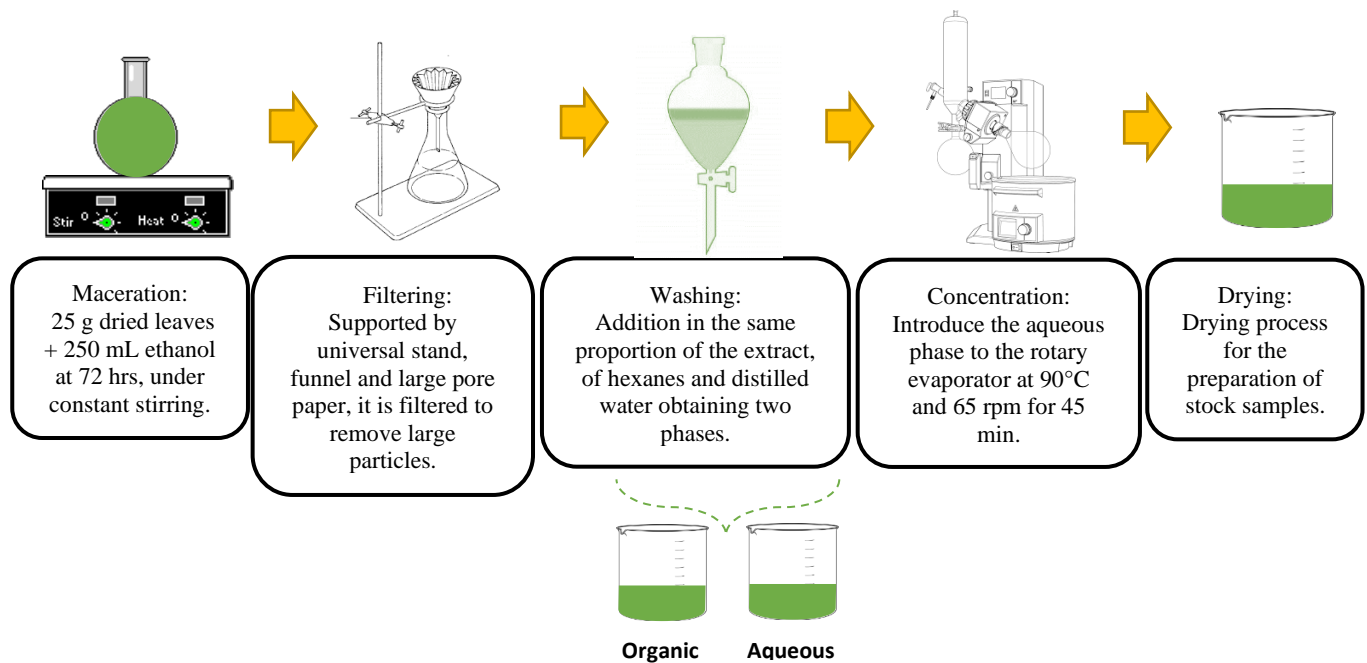 Stir 0 Heat 0
Maceration:
25 g dried leaves
+ 250 mL ethanol
at 72 hrs, under
constant stirring.
Filtering:
Supported by
universal stand,
funnel and large pore
paper, it is filtered to
remove large
particles.
Washing:
Addition in the same
proportion of the extract,
of hexanes and distilled
water obtaining two
phases.
Concentration:
Introduce the aqueous
phase to the rotary
evaporator at 90°C
and 65 rpm for 45
min.
Drying:
Drying process
for the
preparation of
stock samples.
Organic Aqueous